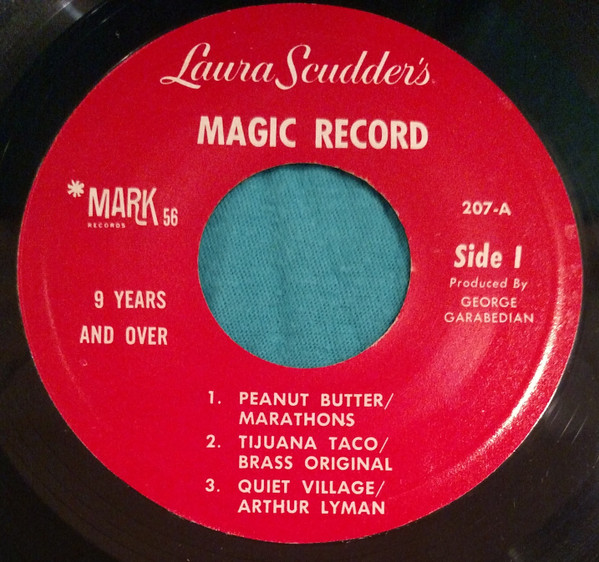 Laura Scudder's
MAGIC RECORD
*MARK 56
RECORDS
9 YEARS
AND OVER
207-A
Side 1
Produced By
GEORGE
GARABEDIAN
1. PEANUT BUTTER/
MARATHONS
2. TIJUANA TACO/
BRASS ORIGINAL
3. QUIET VILLAGE/
ARTHUR LYMAN